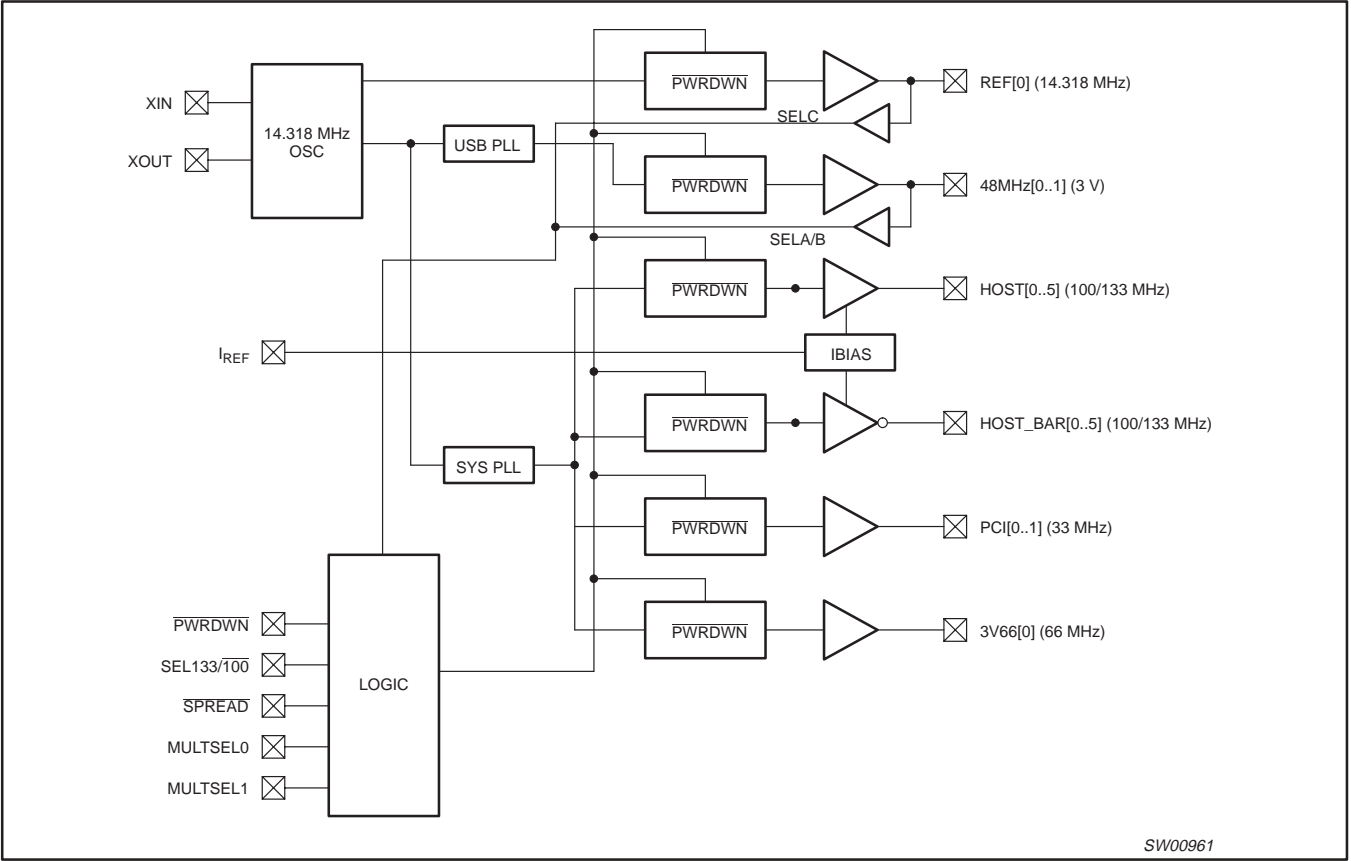 PWRDWN
REF[0] (14.318 MHz)
XIN
SELC
14.318 MHz
OSC
USB PLL
XOUT
PWRDWN
48MHz[0..1] (3 V)
SELA/B
PWRDWN
HOST[0..5] (100/133 MHz)
IREF
IBIAS
PWRDWN
HOST_BAR[0..5] (100/133 MHz)
SYS PLL
PWRDWN
PCI[0..1] (33 MHz)
PWRDWN
PWRDWN
3V66[0] (66 MHz)
SEL133/100
LOGIC
SPREAD
MULTSEL0
MULTSEL1
SW00961